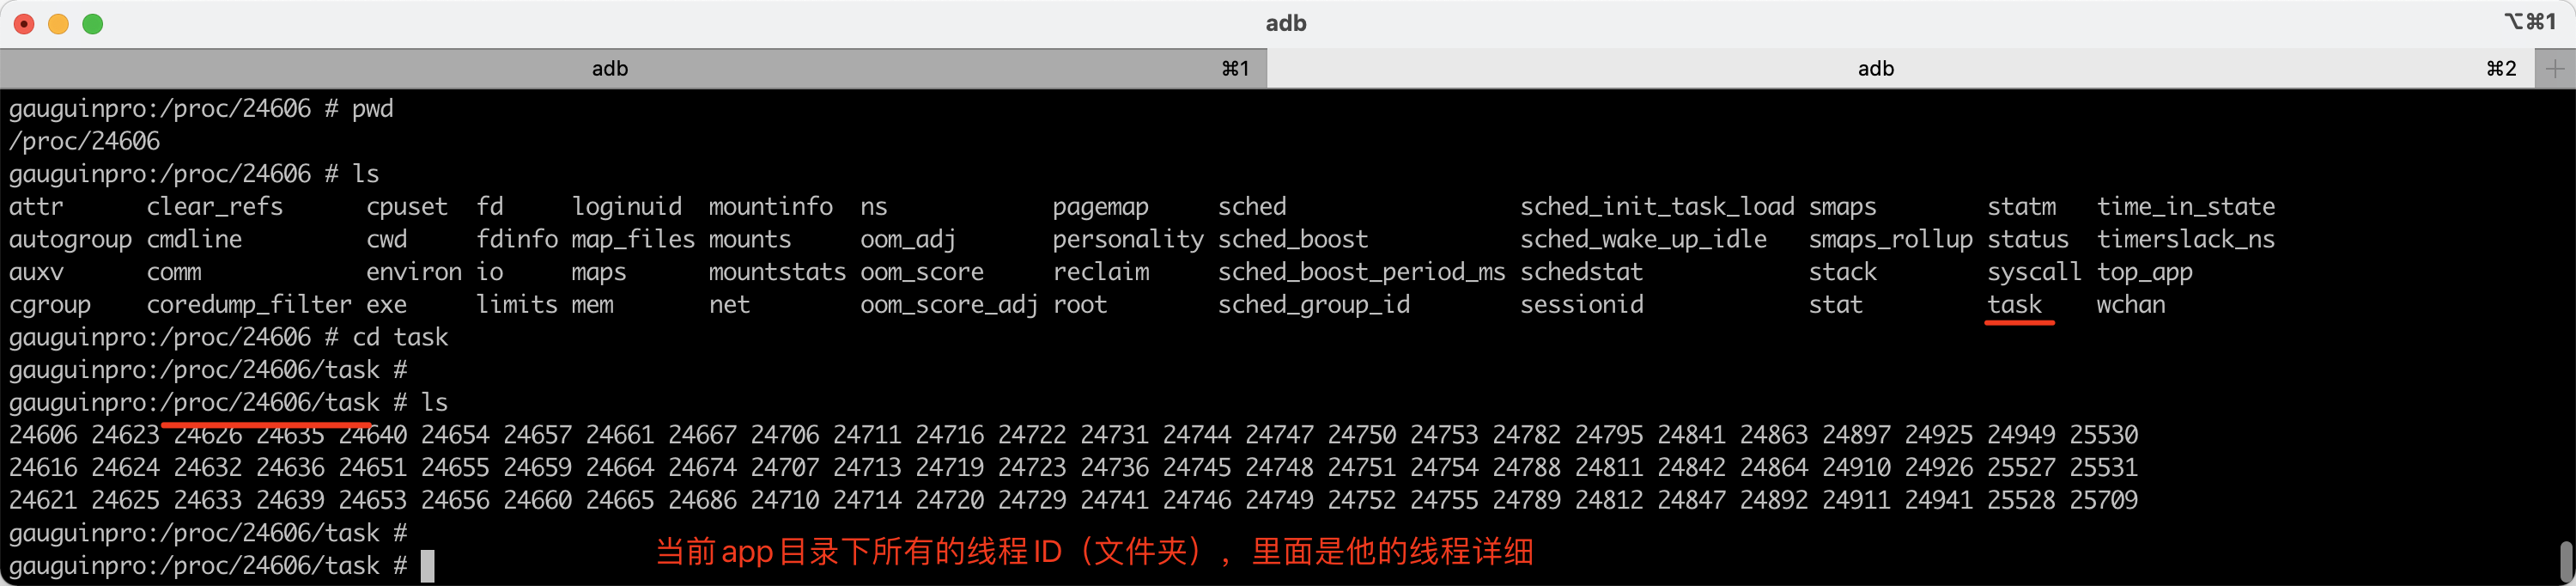 adb
⌥⌘1
adb ⌘1 adb ⌘2
gauguinpro:/proc/24606 # pwd
/proc/24606
gauguinpro:/proc/24606 # ls
attr clear_refs cpuset fd loginuid mountinfo ns pagemap sched sched_init_task_load smaps statm time_in_state
autogroup cmdline cwd fdinfo map_files mounts oom_adj personality sched_boost sched_wake_up_idle smaps_rollup status timerslack_ns
auxv comm environ io maps mountstats oom_score reclaim sched_boost_period_ms schedstat stack syscall top_app
cgroup coredump_filter exe limits mem net oom_score_adj root sched_group_id sessionid stat task wchan
gauguinpro:/proc/24606 # cd task
gauguinpro:/proc/24606/task #
gauguinpro:/proc/24606/task # ls
24606 24623 24626 24635 24640 24654 24657 24661 24667 24706 24711 24716 24722 24731 24744 24747 24750 24753 24782 24795 24841 24863 24897 24925 24949 25530
24616 24624 24632 24636 24651 24655 24659 24664 24674 24707 24713 24719 24723 24736 24745 24748 24751 24754 24788 24811 24842 24864 24910 24926 25527 25531
24621 24625 24633 24639 24653 24656 24660 24665 24686 24710 24714 24720 24729 24741 24746 24749 24752 24755 24789 24812 24847 24892 24911 24941 25528 25709
gauguinpro:/proc/24606/task #
gauguinpro:/proc/24606/task #
当前app目录下所有的线程ID（文件夹），里面是他的线程详细